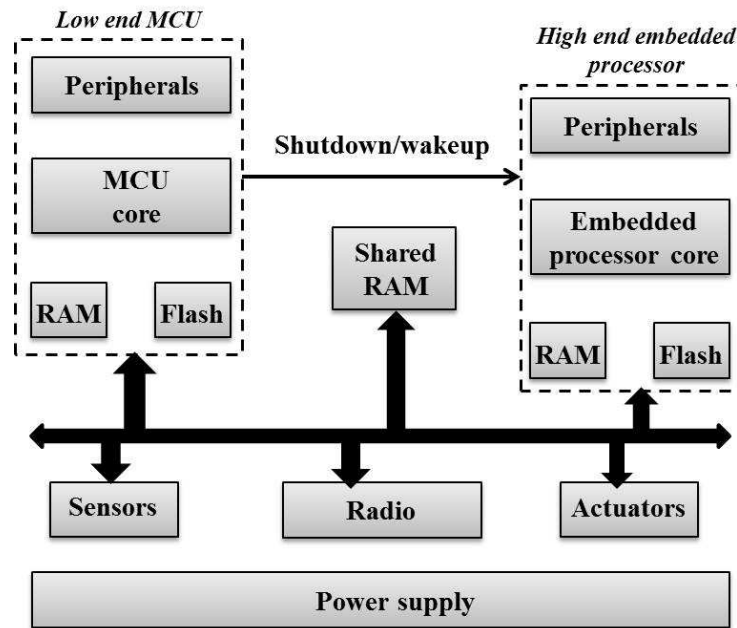 Low end MCU
High end embedded
processor
Peripherals
MCU
core
RAM
Flash
Shutdown/wakeup
Shared
RAM
Peripherals
Embedded
processor core
RAM
Flash
Sensors
Radio
Actuators
Power supply